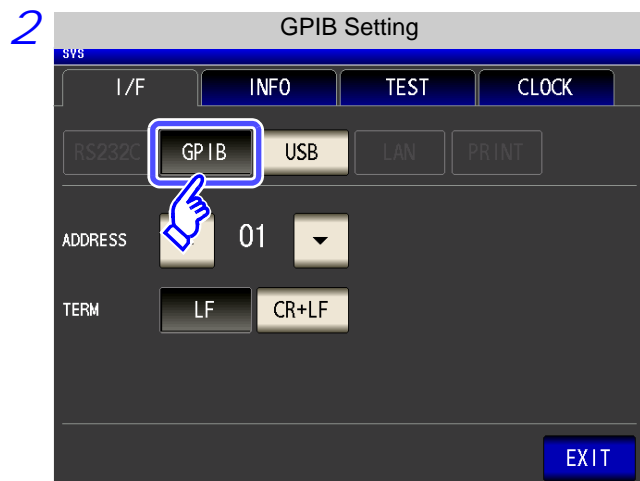 2
GPIB Setting
SYS
I/F INFO TEST CLOCK
RS232C GPIB USB LAN PRINT
ADDRESS 01
TERM LF CR+LF
EXIT